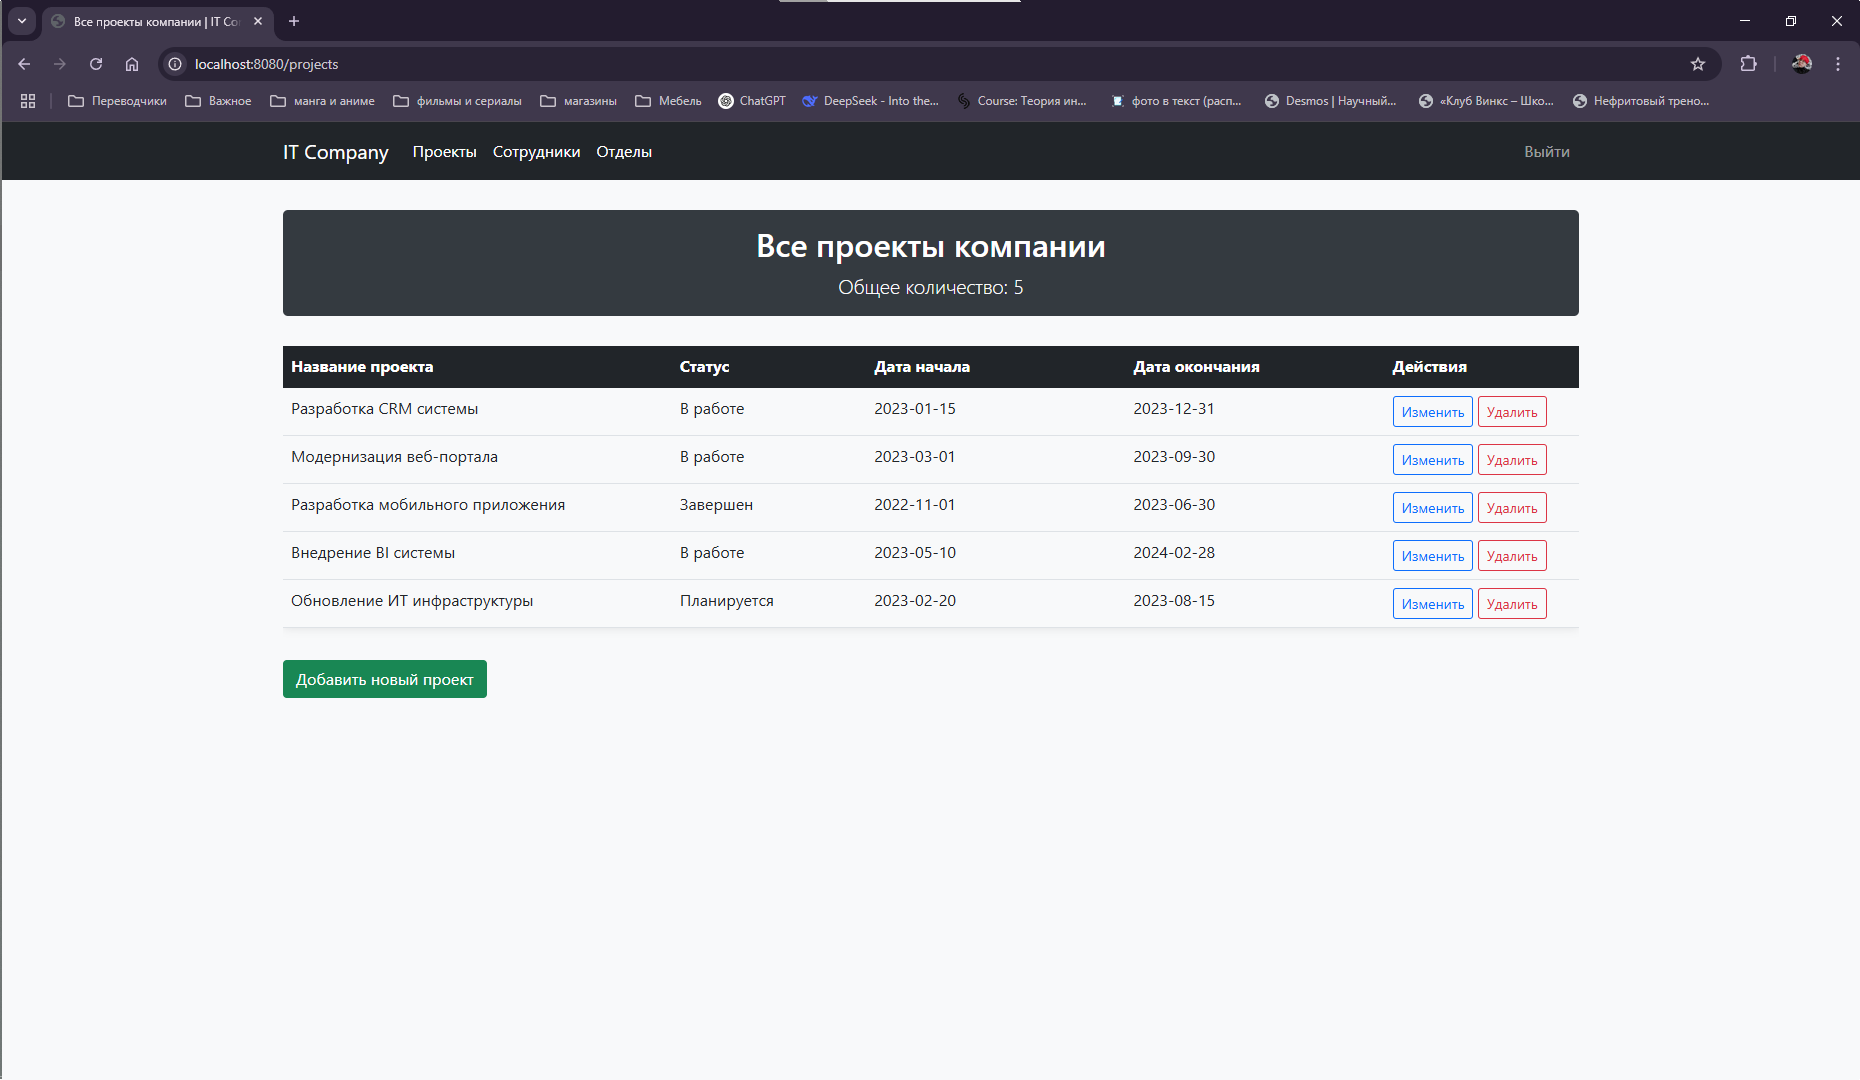 Все проекты компании | IT Co
localhost:8080/projects
Переводчики Важное манга и аниме фильмы и сериалы магазины Мебель ChatGPT DeepSeek - Into the... Course: Теория ин... фото в текст (расп... Desmos | Научный... «Клуб Винкс – Шко... Нефритовый трено...
IT Company Проекты Сотрудники Отделы Выйти
Все проекты компании
Общее количество: 5
Название проекта Статус Дата начала Дата окончания Действия
Разработка CRM системы В работе 2023-01-15 2023-12-31 Изменить Удалить
Модернизация веб-портала В работе 2023-03-01 2023-09-30 Изменить Удалить
Разработка мобильного приложения Завершен 2022-11-01 2023-06-30 Изменить Удалить
Внедрение BI системы В работе 2023-05-10 2024-02-28 Изменить Удалить
Обновление ИТ инфраструктуры Планируется 2023-02-20 2023-08-15 Изменить Удалить
Добавить новый проект